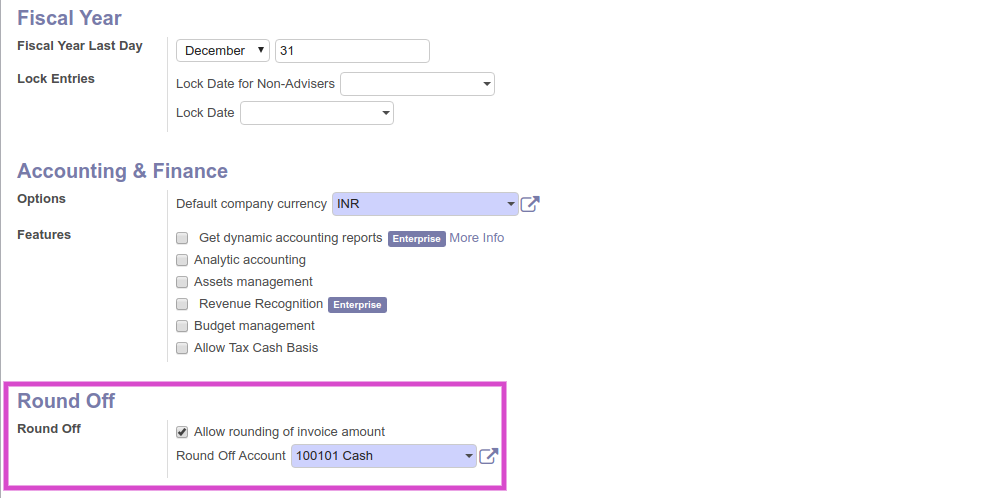 Fiscal Year
Fiscal Year Last Day December 31
Lock Entries Lock Date for Non-Advisers
Lock Date
Accounting & Finance
Options Default company currency INR
Features Get dynamic accounting reports Enterprise More Info
Analytic accounting
Assets management
Revenue Recognition Enterprise
Budget management
Allow Tax Cash Basis
Round Off
Round Off Allow rounding of invoice amount
Round Off Account 100101 Cash